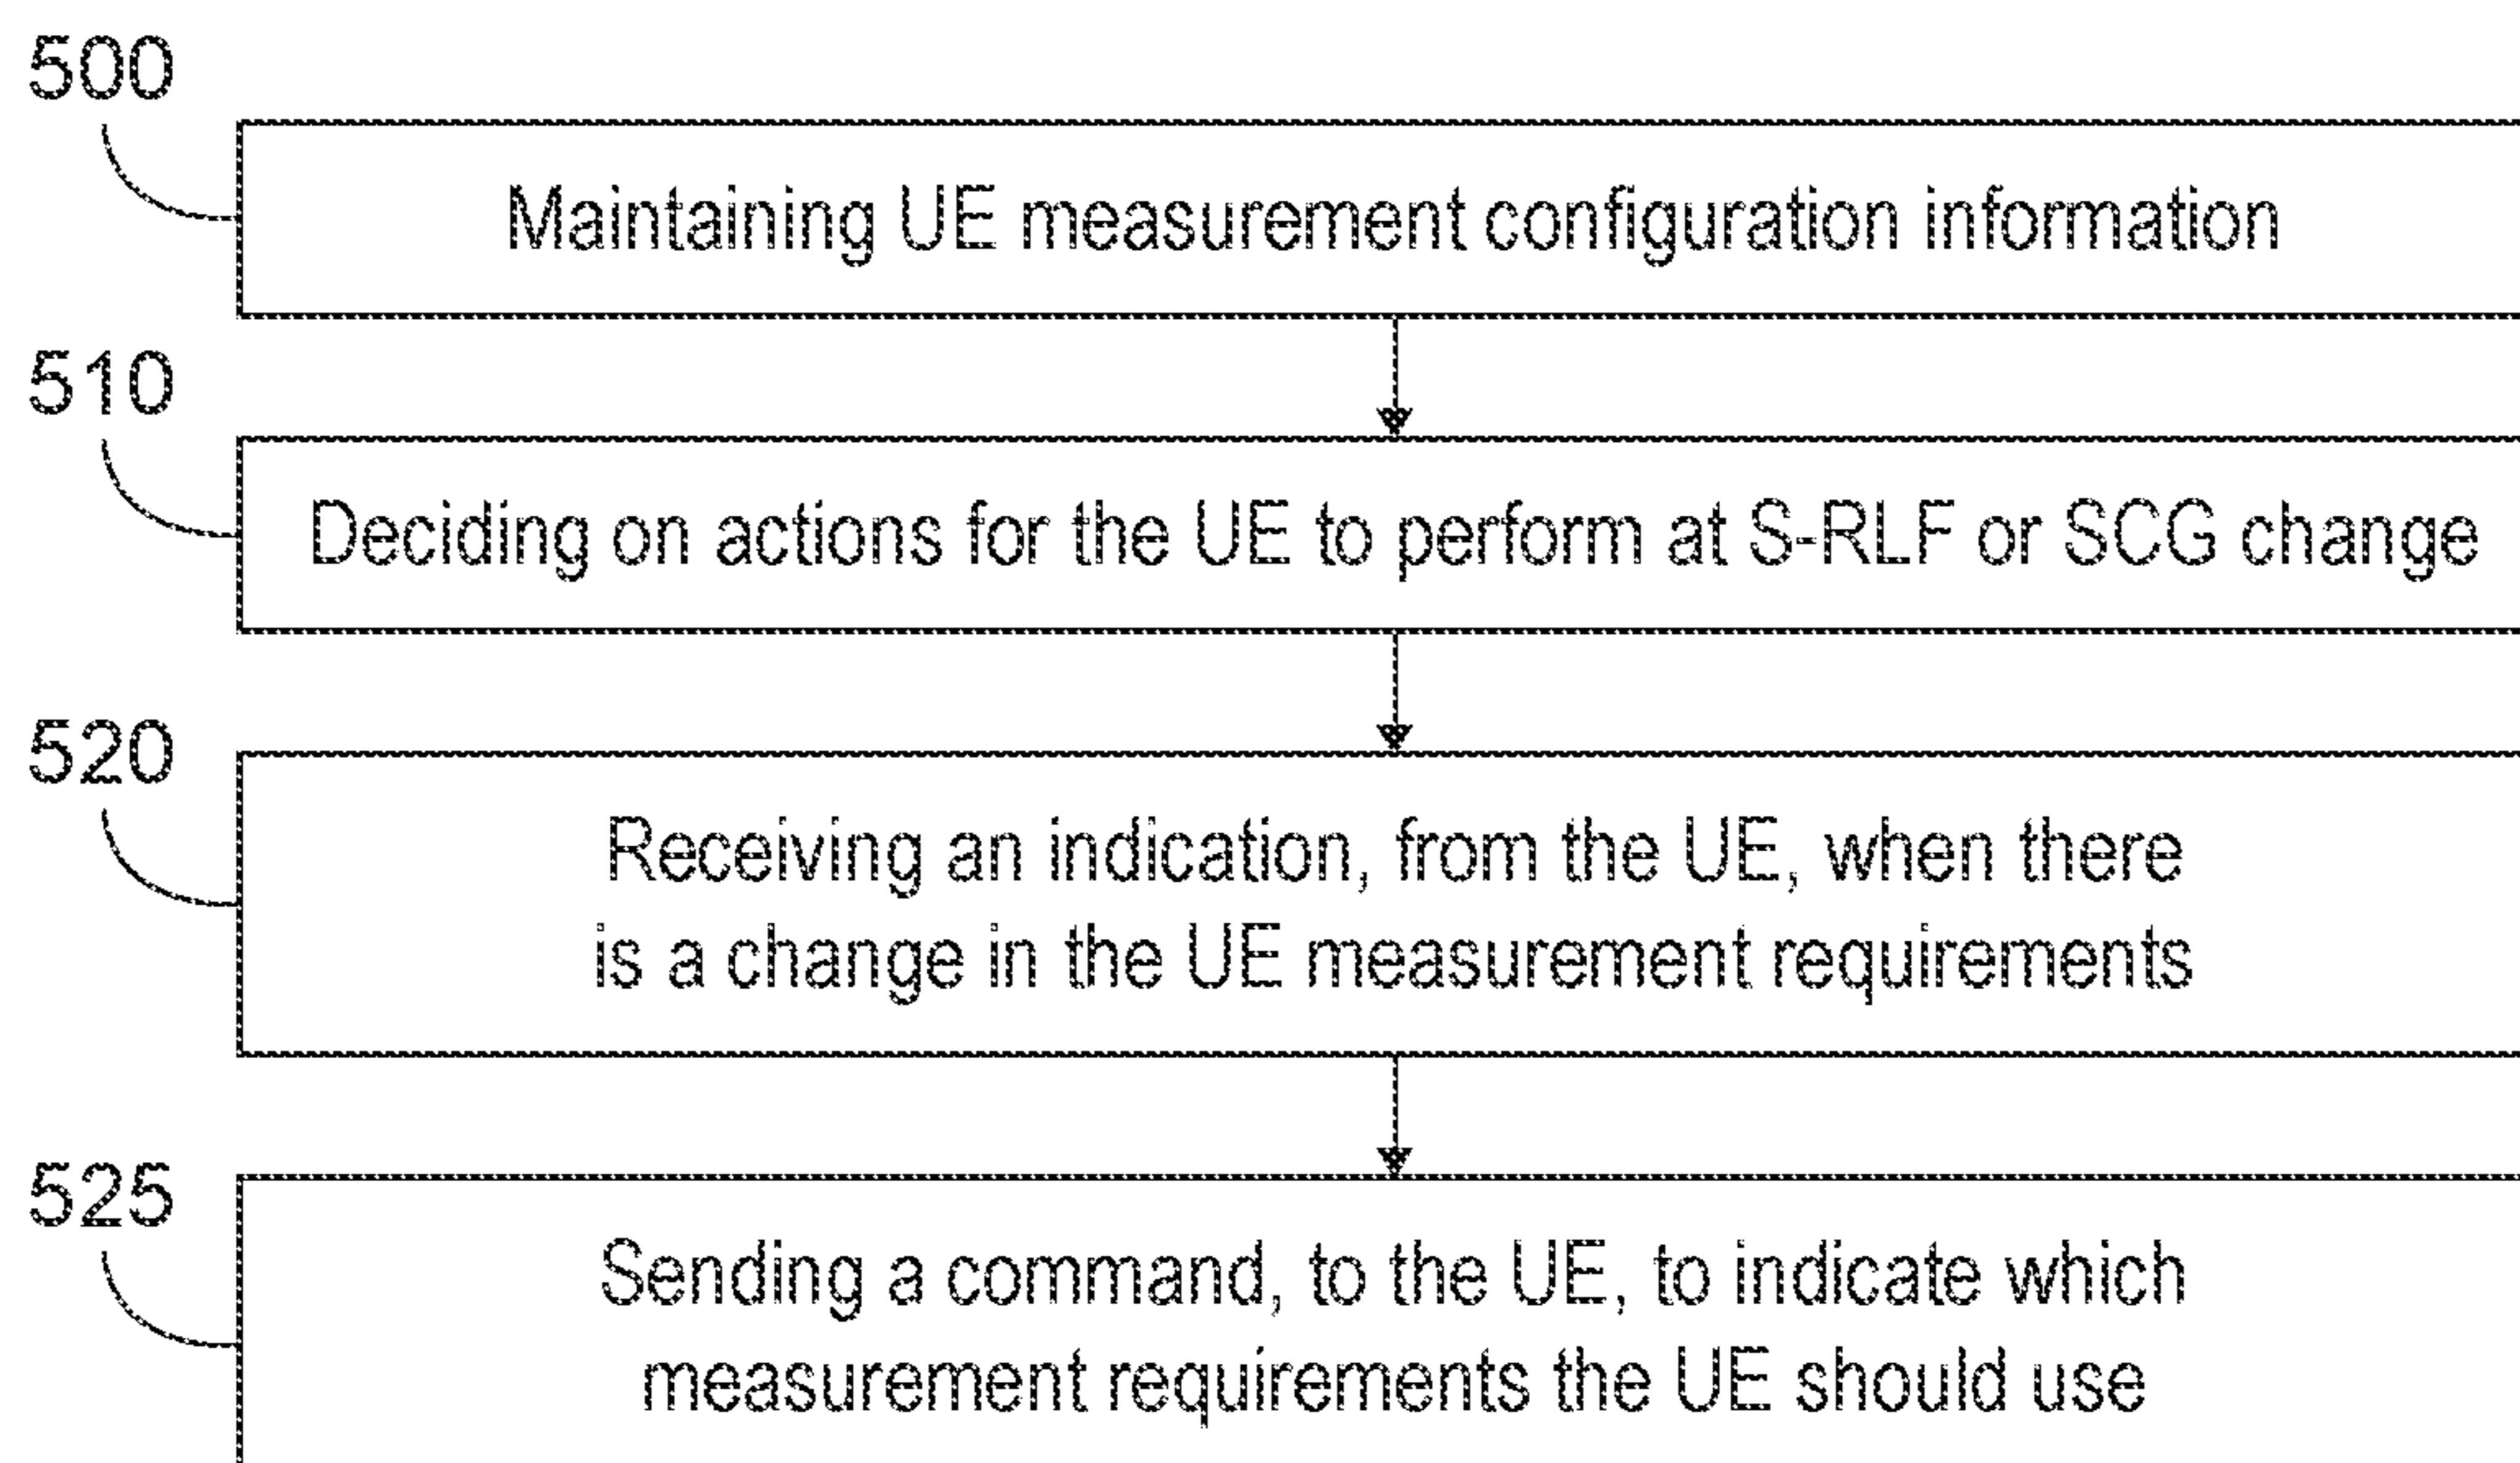 500
Maintaining UE measurement configuration information
510
Deciding on actions for the UE to perform at S-RLF or SCG change
520
Receiving an indication, from the UE, when there
is a change in the UE measurement requirements
525
Sending a command, to the UE, to indicate which
measurement requirements the UE should use